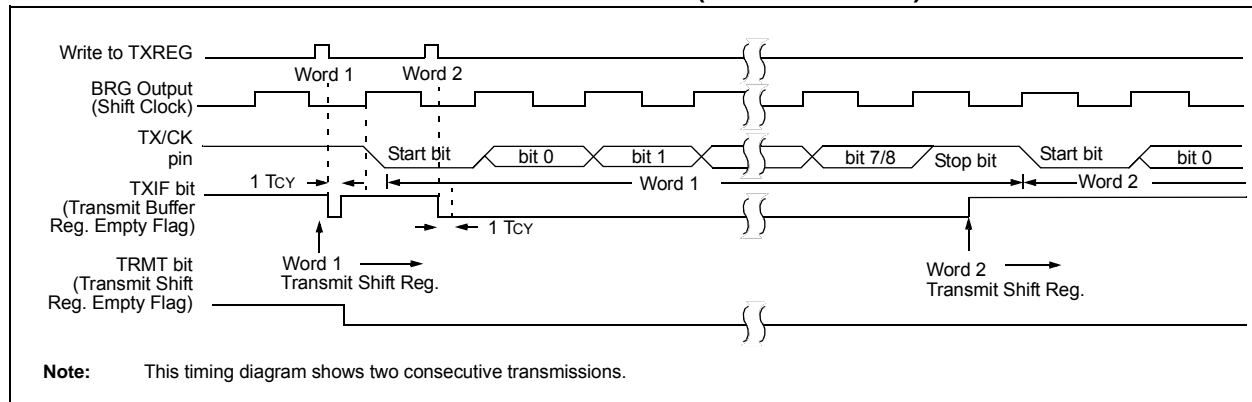 Write to TXREG
Word 1
Word 2
BRG Output
(Shift Clock)
TX/CK
pin
Start bit
bit 0
bit 1
bit 7/8
Stop bit
Start bit
bit 0
Word 1
Word 2
1 TCY
TXIF bit
(Transmit Buffer
Reg. Empty Flag)
1 TCY
Word 1
Transmit Shift Reg.
Word 2
Transmit Shift Reg.
TRMT bit
(Transmit Shift
Reg. Empty Flag)
Note: This timing diagram shows two consecutive transmissions.